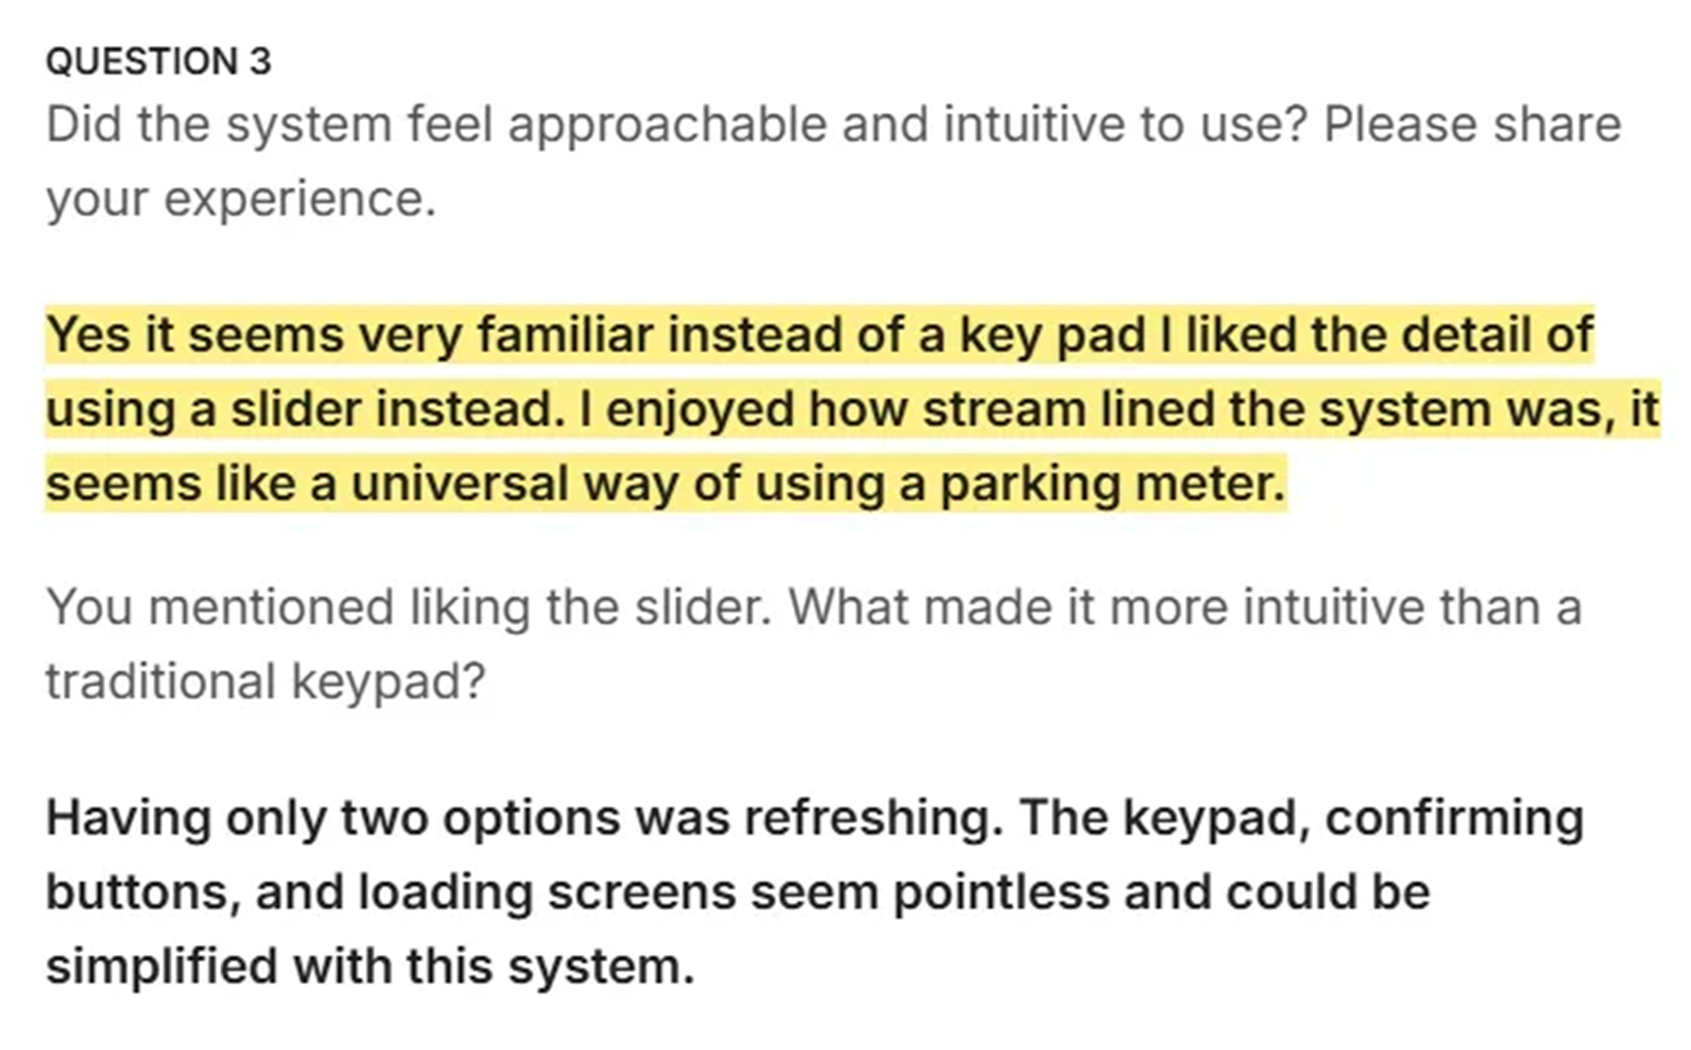 QUESTION 3
Did the system feel approachable and intuitive to use? Please share
your experience.
Yes it seems very familiar instead of a key pad I liked the detail of
using a slider instead. I enjoyed how stream lined the system was, it
seems like a universal way of using a parking meter.
You mentioned liking the slider. What made it more intuitive than a
traditional keypad?
Having only two options was refreshing. The keypad, confirming
buttons, and loading screens seem pointless and could be
simplified with this system.